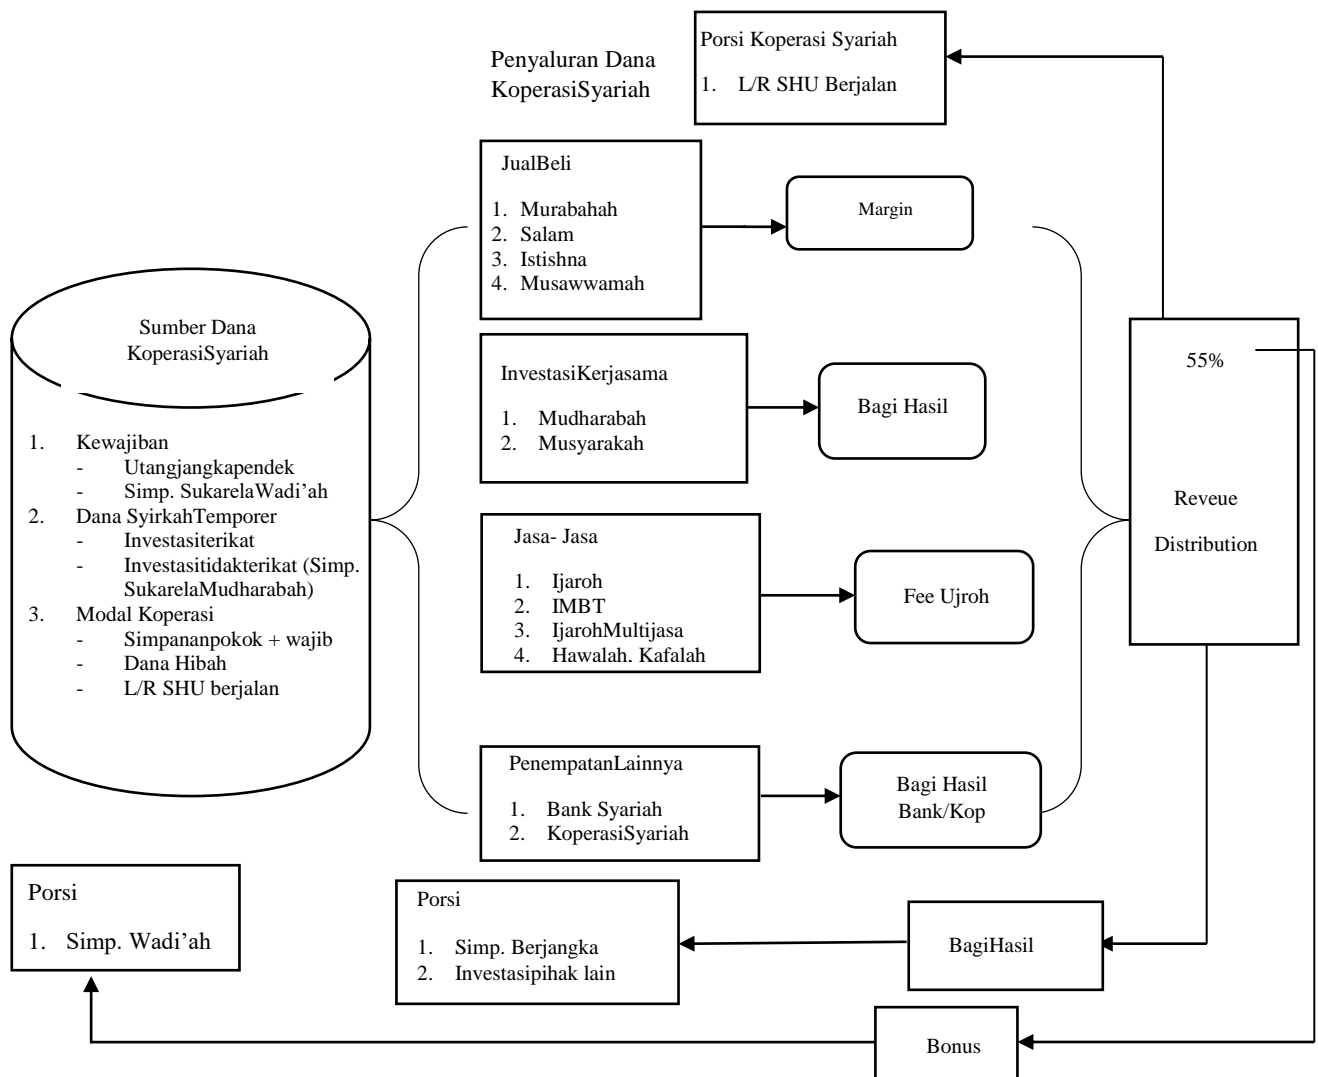 Penyaluran Dana
KoperasiSyariah
Porsi Koperasi Syariah
1. L/R SHU Berjalan
JualBeli
1. Murabahah
2. Salam
3. Istishna
4. Musawwamah
Margin
Sumber Dana
KoperasiSyariah
1. Kewajiban
- Utangjangkapendek
- Simp. SukarelaWadi’ah
2. Dana SyirkahTemporer
- Investasiterikat
- Investasitidakterikat (Simp.
SukarelaMudharabah)
3. Modal Koperasi
- Simpananpokok + wajib
- Dana Hibah
- L/R SHU berjalan
InvestasiKerjasama
1. Mudharabah
2. Musyarakah
Bagi Hasil
55%
Reveue
Distribution
Jasa- Jasa
1. Ijaroh
2. IMBT
3. IjarohMultijasa
4. Hawalah. Kafalah
Fee Ujroh
PenempatanLainnya
1. Bank Syariah
2. KoperasiSyariah
Bagi Hasil
Bank/Kop
Porsi
1. Simp. Wadi’ah
Porsi
1. Simp. Berjangka
2. Investasipihak lain
BagiHasil
Bonus